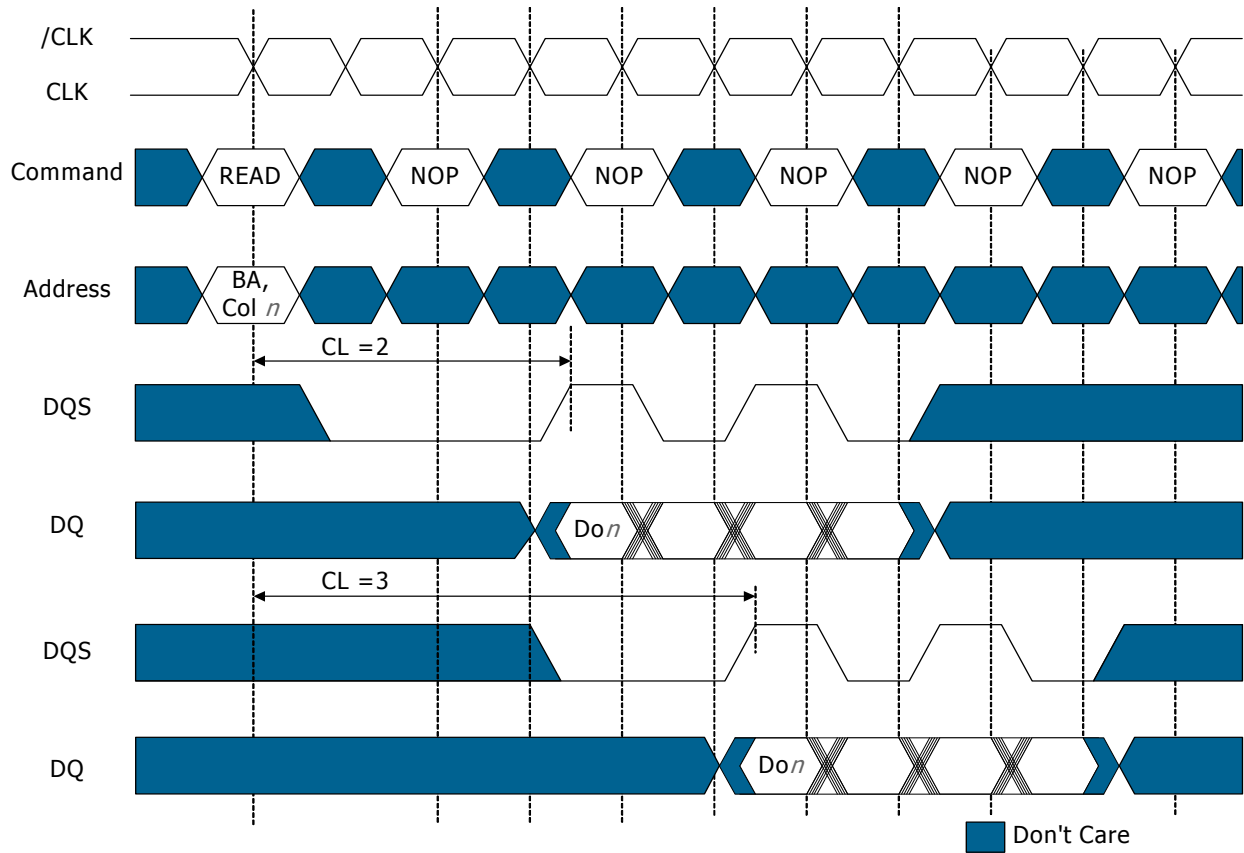 /CLK
CLK
Command
READ
NOP
NOP
NOP
NOP
NOP
Address
BA,
Col n
CL =2
DQS
DQ
Don
CL =3
DQS
DQ
Don
Don't Care